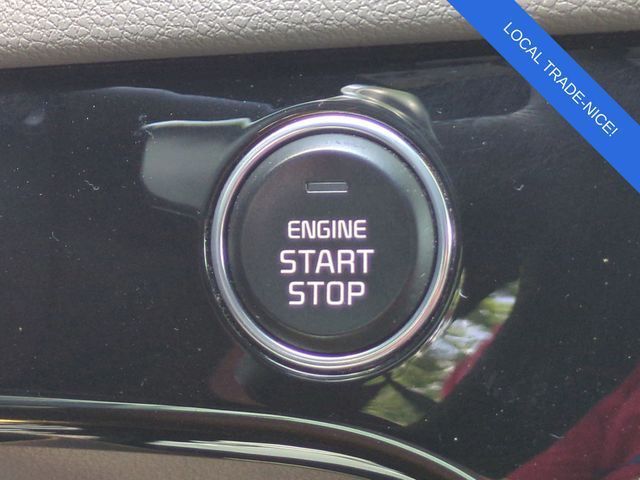 LOCAL TRADE-NICE!
ENGINE
START
STOP